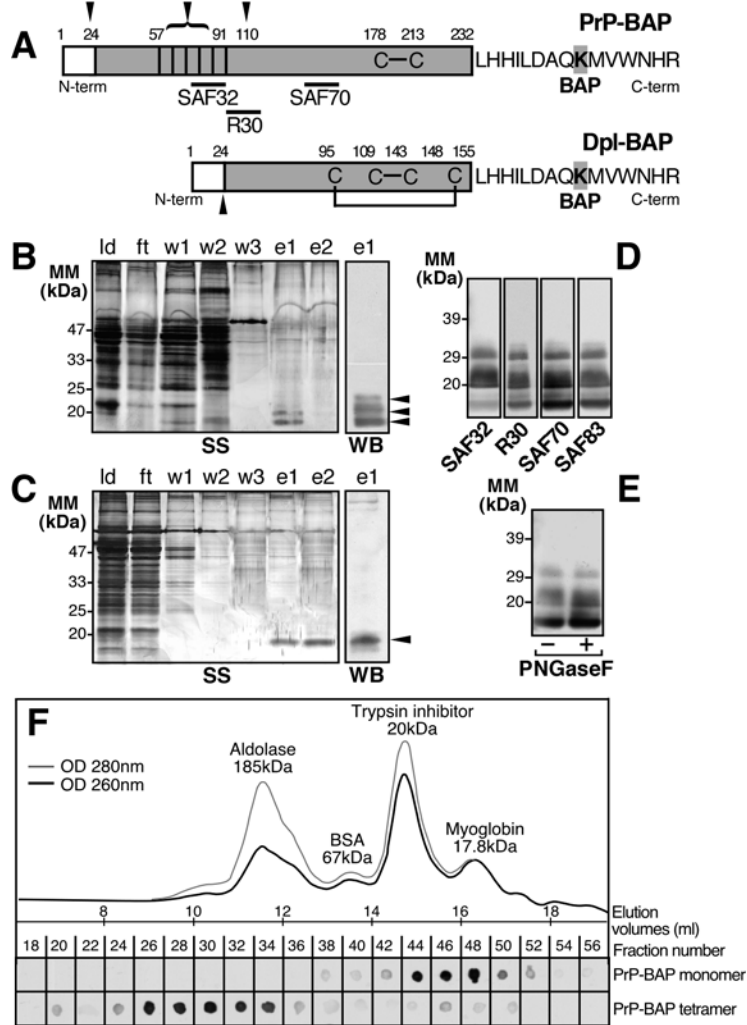 A
1 24 57 91 110 178 213 232 PrP-BAP
C C LHHILDAQKMVWNHR
N-term SAF32 SAF70 BAP C-term
R30
Dpl-BAP
1 24 95 109 143 148 155
C C C C LHHILDAQKMVWNHR
N-term BAP C-term
B
ld ft w1 w2 w3 e1 e2 e1
MM
(kDa)
47
33
25
20
SS WB
D
MM
(kDa)
39
29
20
SAF32 R30 SAF70 SAF83
C
ld ft w1 w2 w3 e1 e2 e1
MM
(kDa)
47
33
25
20
SS WB
E
MM
(kDa)
39
29
20
− +
PNGaseF
F
OD 280nm
OD 260nm
Aldolase
185kDa
BSA
67kDa
Trypsin inhibitor
20kDa
Myoglobin
17.8kDa
8 10 12 14 16 18 Elution
volumes (ml)
18 20 22 24 26 28 30 32 34 36 38 40 42 44 46 48 50 52 54 56 Fraction number
PrP-BAP monomer
PrP-BAP tetramer